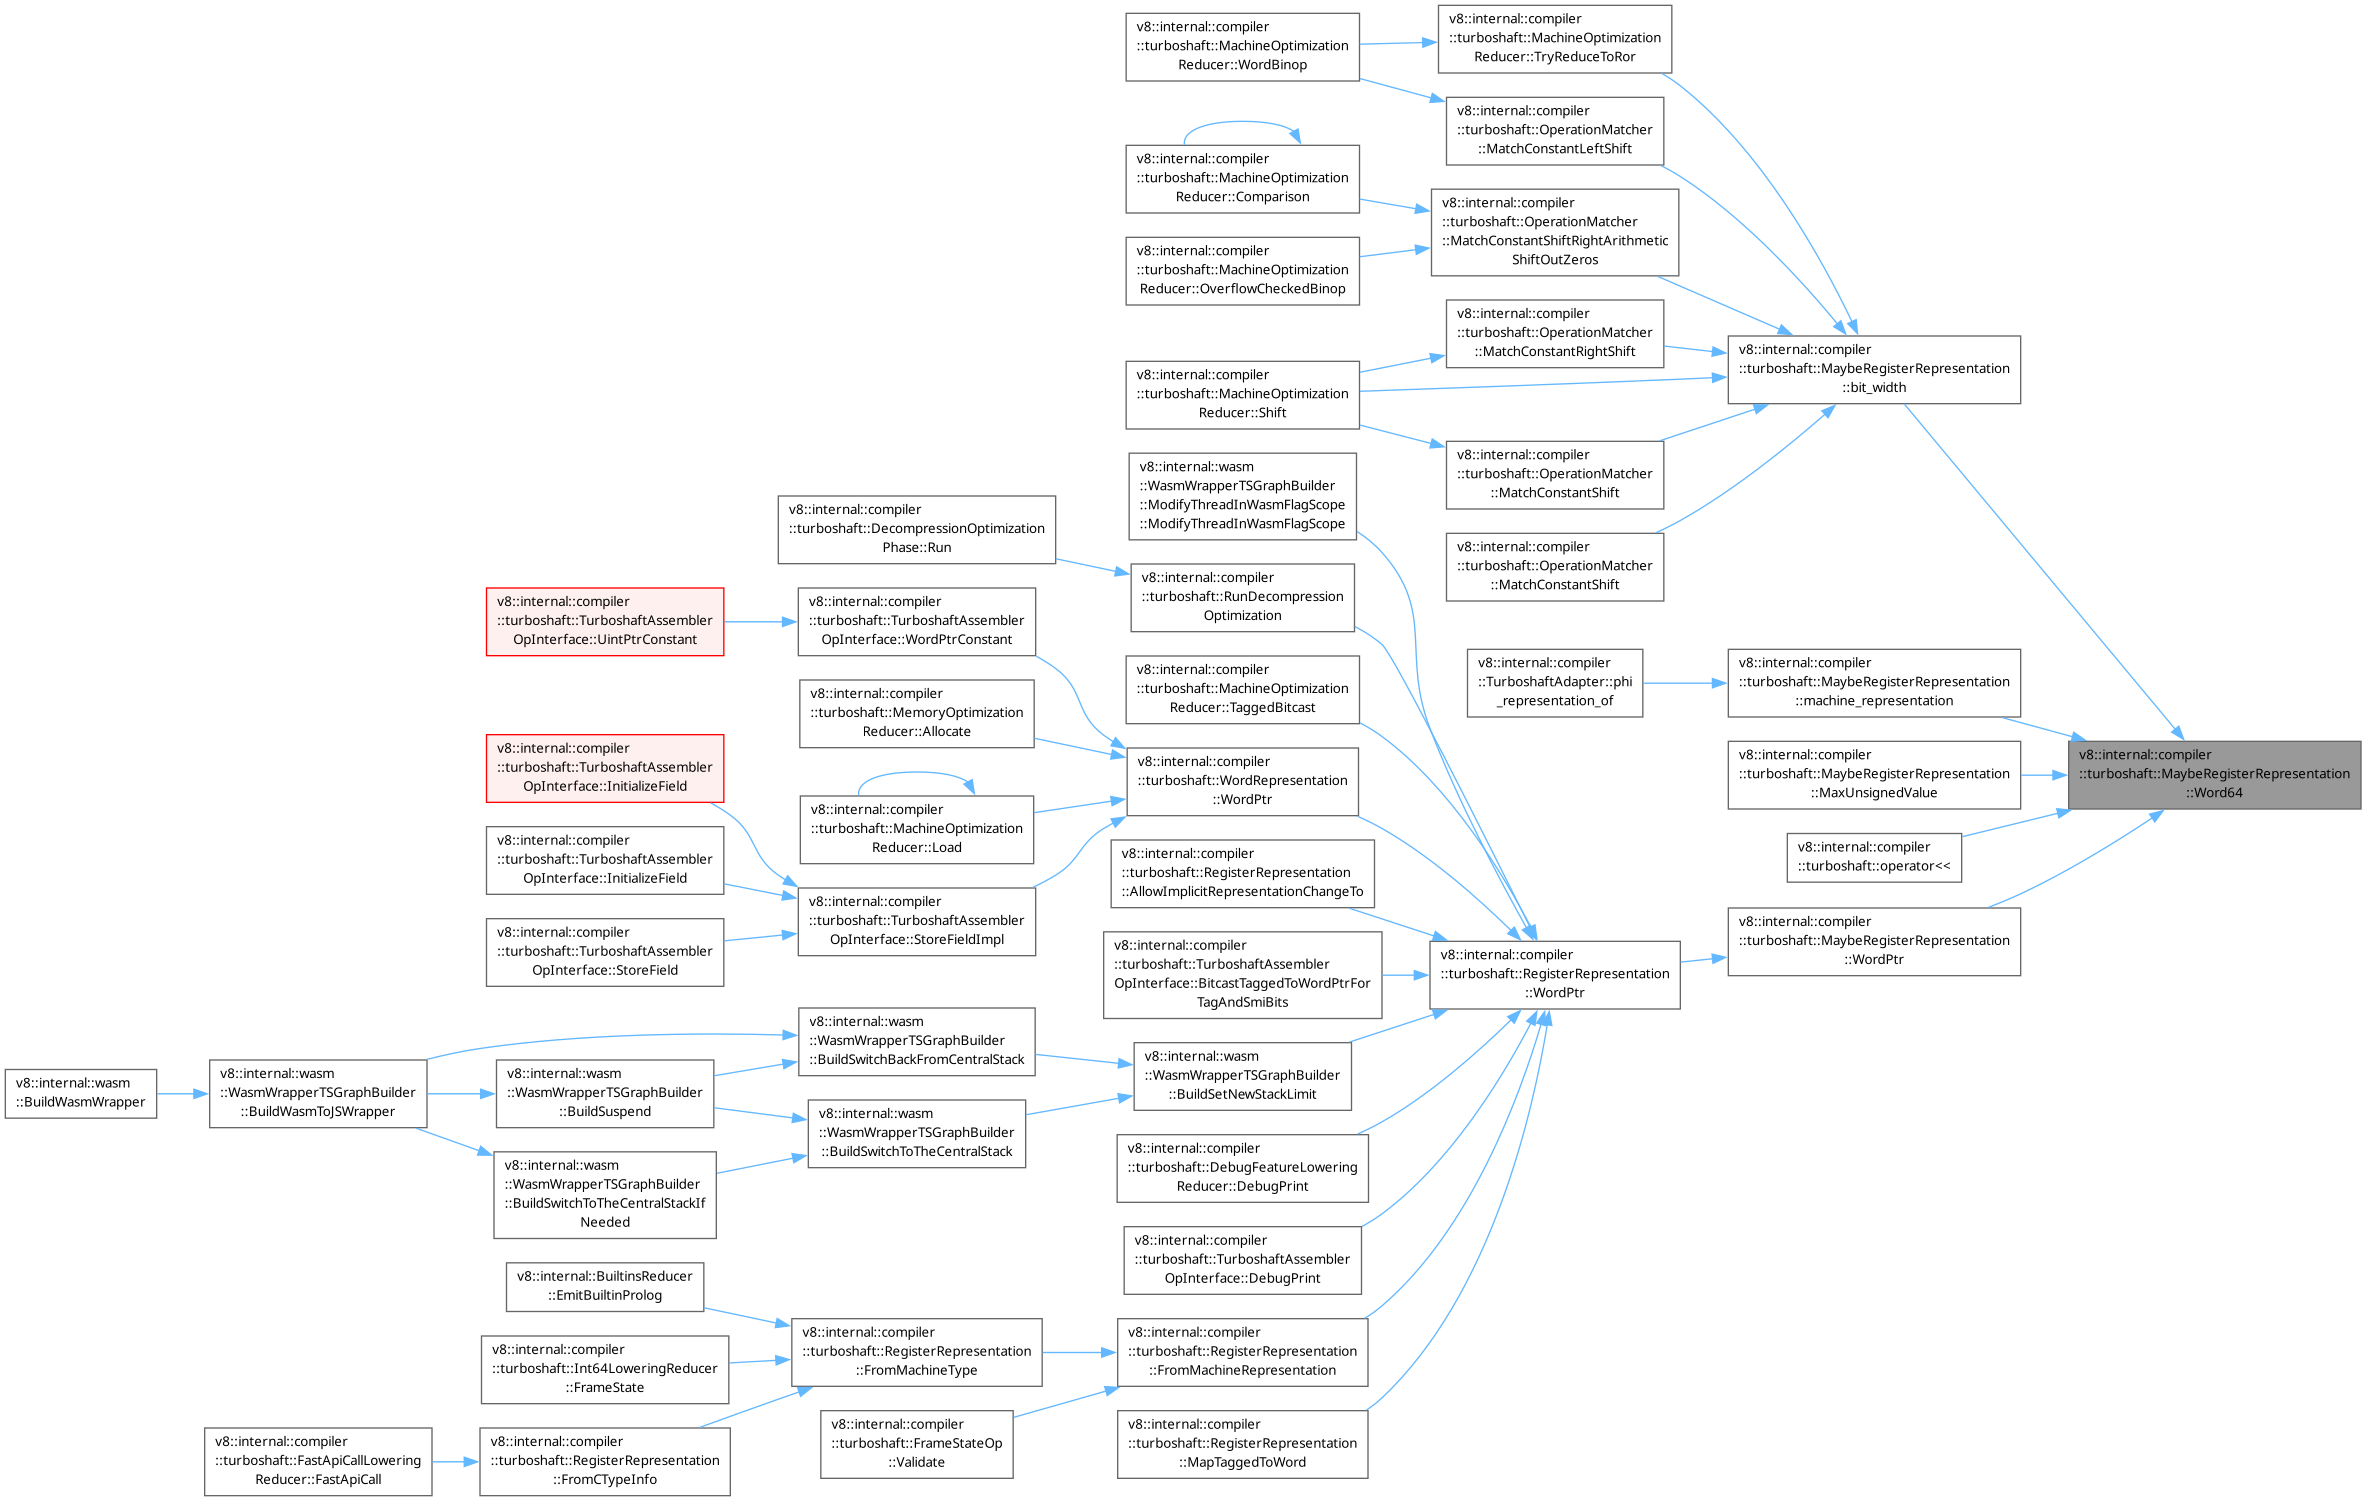 v8::internal::compiler
::turboshaft::MachineOptimization
Reducer::WordBinop
v8::internal::compiler
::turboshaft::MachineOptimization
Reducer::TryReduceToRor
v8::internal::compiler
::turboshaft::OperationMatcher
::MatchConstantLeftShift
v8::internal::compiler
::turboshaft::MachineOptimization
Reducer::Comparison
v8::internal::compiler
::turboshaft::OperationMatcher
::MatchConstantShiftRightArithmetic
ShiftOutZeros
v8::internal::compiler
::turboshaft::MachineOptimization
Reducer::OverflowCheckedBinop
v8::internal::compiler
::turboshaft::OperationMatcher
::MatchConstantRightShift
v8::internal::compiler
::turboshaft::MaybeRegisterRepresentation
::bit_width
v8::internal::compiler
::turboshaft::MachineOptimization
Reducer::Shift
v8::internal::compiler
::turboshaft::OperationMatcher
::MatchConstantShift
v8::internal::wasm
::WasmWrapperTSGraphBuilder
::ModifyThreadInWasmFlagScope
::ModifyThreadInWasmFlagScope
v8::internal::compiler
::turboshaft::DecompressionOptimization
Phase::Run
v8::internal::compiler
::turboshaft::OperationMatcher
::MatchConstantShift
v8::internal::compiler
::turboshaft::RunDecompression
Optimization
v8::internal::compiler
::turboshaft::TurboshaftAssembler
OpInterface::UintPtrConstant
v8::internal::compiler
::turboshaft::TurboshaftAssembler
OpInterface::WordPtrConstant
v8::internal::compiler
::turboshaft::MachineOptimization
Reducer::TaggedBitcast
v8::internal::compiler
::TurboshaftAdapter::phi
_representation_of
v8::internal::compiler
::turboshaft::MaybeRegisterRepresentation
::machine_representation
v8::internal::compiler
::turboshaft::MemoryOptimization
Reducer::Allocate
v8::internal::compiler
::turboshaft::TurboshaftAssembler
OpInterface::InitializeField
v8::internal::compiler
::turboshaft::WordRepresentation
::WordPtr
v8::internal::compiler
::turboshaft::MaybeRegisterRepresentation
::MaxUnsignedValue
v8::internal::compiler
::turboshaft::MaybeRegisterRepresentation
::Word64
v8::internal::compiler
::turboshaft::MachineOptimization
Reducer::Load
v8::internal::compiler
::turboshaft::TurboshaftAssembler
OpInterface::InitializeField
v8::internal::compiler
::turboshaft::operator<<
v8::internal::compiler
::turboshaft::RegisterRepresentation
::AllowImplicitRepresentationChangeTo
v8::internal::compiler
::turboshaft::TurboshaftAssembler
OpInterface::StoreFieldImpl
v8::internal::compiler
::turboshaft::TurboshaftAssembler
OpInterface::StoreField
v8::internal::compiler
::turboshaft::MaybeRegisterRepresentation
::WordPtr
v8::internal::compiler
::turboshaft::TurboshaftAssembler
OpInterface::BitcastTaggedToWordPtrFor
TagAndSmiBits
v8::internal::compiler
::turboshaft::RegisterRepresentation
::WordPtr
v8::internal::wasm
::WasmWrapperTSGraphBuilder
::BuildSwitchBackFromCentralStack
v8::internal::wasm
::WasmWrapperTSGraphBuilder
::BuildSetNewStackLimit
v8::internal::wasm
::BuildWasmWrapper
v8::internal::wasm
::WasmWrapperTSGraphBuilder
::BuildWasmToJSWrapper
v8::internal::wasm
::WasmWrapperTSGraphBuilder
::BuildSuspend
v8::internal::wasm
::WasmWrapperTSGraphBuilder
::BuildSwitchToTheCentralStack
v8::internal::wasm
::WasmWrapperTSGraphBuilder
::BuildSwitchToTheCentralStackIf
Needed
v8::internal::compiler
::turboshaft::DebugFeatureLowering
Reducer::DebugPrint
v8::internal::compiler
::turboshaft::TurboshaftAssembler
OpInterface::DebugPrint
v8::internal::BuiltinsReducer
::EmitBuiltinProlog
v8::internal::compiler
::turboshaft::Int64LoweringReducer
::FrameState
v8::internal::compiler
::turboshaft::RegisterRepresentation
::FromMachineType
v8::internal::compiler
::turboshaft::RegisterRepresentation
::FromMachineRepresentation
v8::internal::compiler
::turboshaft::FastApiCallLowering
Reducer::FastApiCall
v8::internal::compiler
::turboshaft::RegisterRepresentation
::FromCTypeInfo
v8::internal::compiler
::turboshaft::FrameStateOp
::Validate
v8::internal::compiler
::turboshaft::RegisterRepresentation
::MapTaggedToWord